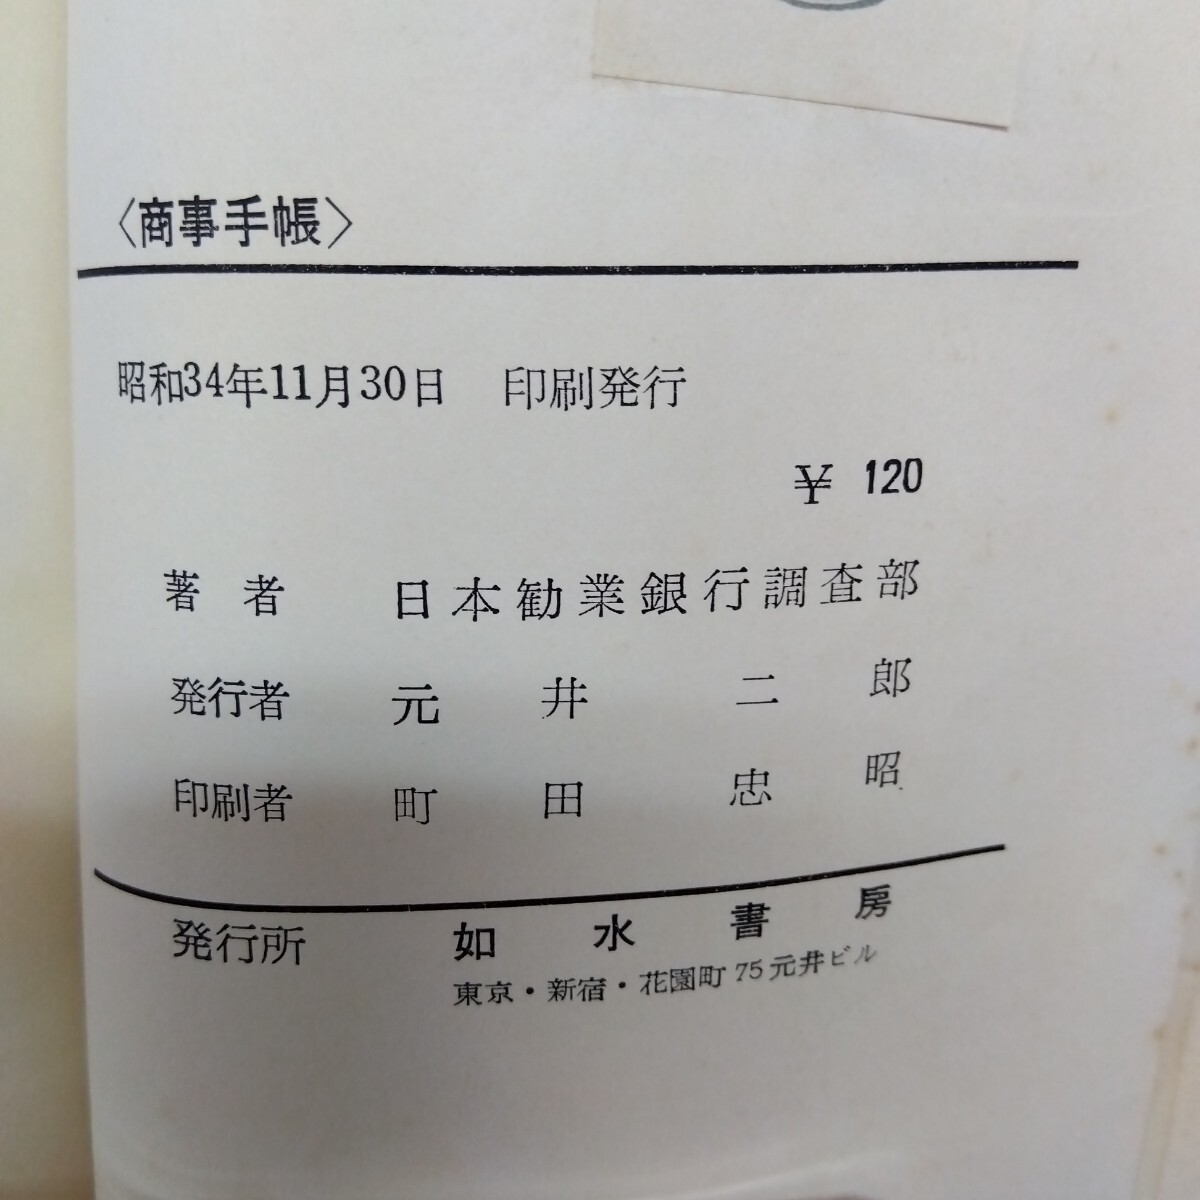 〈商事手帳〉
昭和34年11月30日 印刷発行
¥ 120
著者 日本勧業銀行調査部
発行者 元井二郎
印刷者 町田忠昭
発行所 如水書房
東京・新宿・花園町75元井ビル